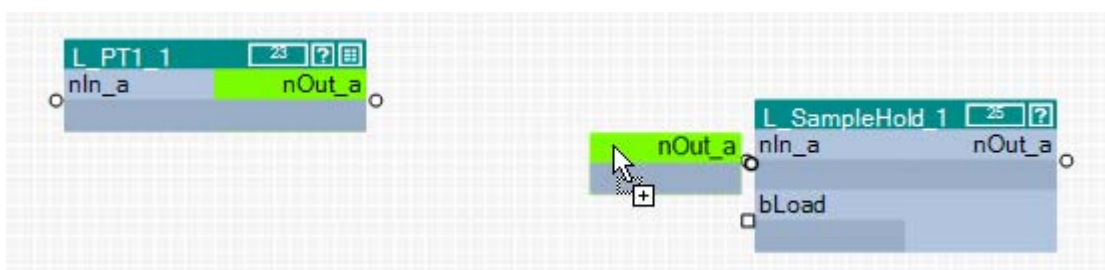 L_PT1_1 23 ?
nIn_a nOut_a
L_SampleHold_1 25 ?
nOut_a nIn_a nOut_a
bLoad